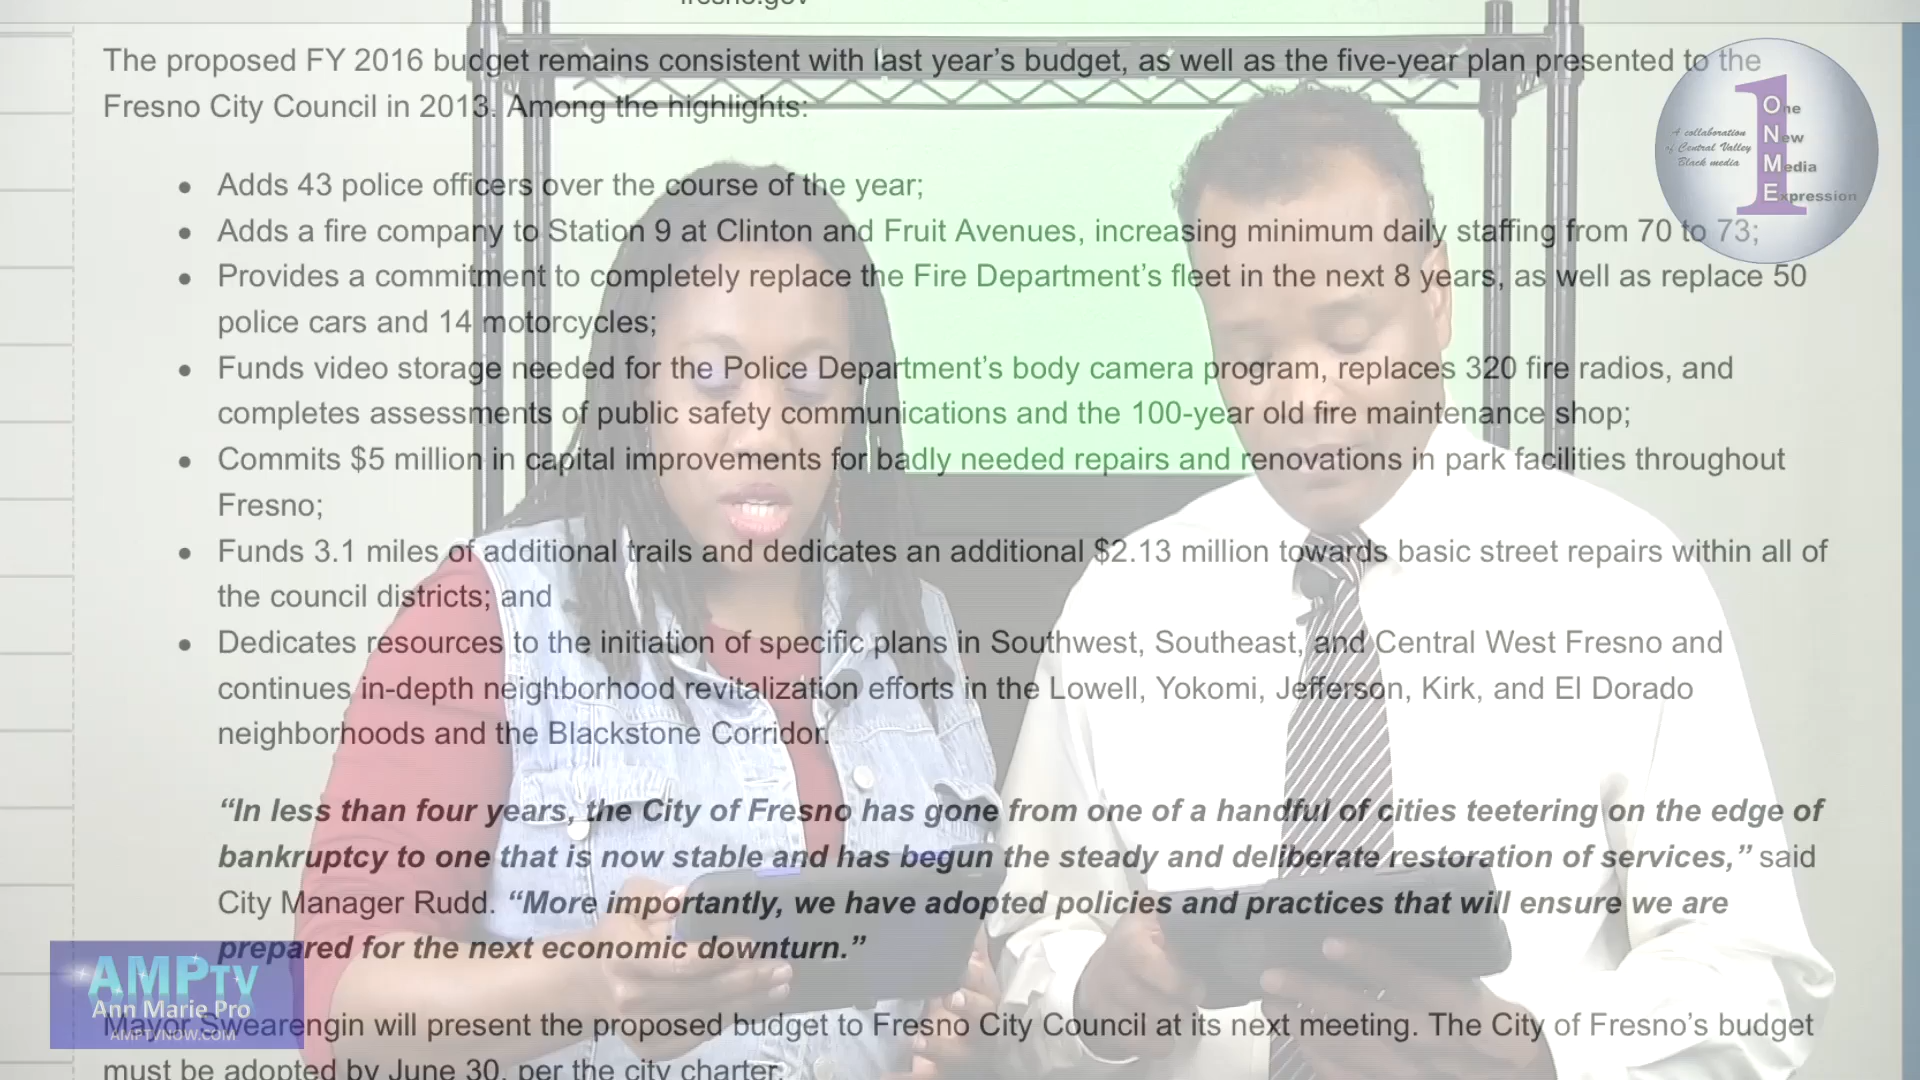 fresno.gov
The proposed FY 2016 budget remains consistent with last year’s budget, as well as the five-year plan presented to the
Fresno City Council in 2013. Among the highlights:
• Adds 43 police officers over the course of the year;
• Adds a fire company to Station 9 at Clinton and Fruit Avenues, increasing minimum daily staffing from 70 to 73;
• Provides a commitment to completely replace the Fire Department’s fleet in the next 8 years, as well as replace 50
police cars and 14 motorcycles;
• Funds video storage needed for the Police Department’s body camera program, replaces 320 fire radios, and
completes assessments of public safety communications and the 100-year old fire maintenance shop;
• Commits $5 million in capital improvements for badly needed repairs and renovations in park facilities throughout
Fresno;
• Funds 3.1 miles of additional trails and dedicates an additional $2.13 million towards basic street repairs within all of
the council districts; and
• Dedicates resources to the initiation of specific plans in Southwest, Southeast, and Central West Fresno and
continues in-depth neighborhood revitalization efforts in the Lowell, Yokomi, Jefferson, Kirk, and El Dorado
neighborhoods and the Blackstone Corridor.
“In less than four years, the City of Fresno has gone from one of a handful of cities teetering on the edge of
bankruptcy to one that is now stable and has begun the steady and deliberate restoration of services,” said
City Manager Rudd. “More importantly, we have adopted policies and practices that will ensure we are
prepared for the next economic downturn.”
Mayor Swearengin will present the proposed budget to Fresno City Council at its next meeting. The City of Fresno’s budget
must be adopted by June 30, per the city charter.
A collaboration
of Central Valley
Black media
1
One
New
Media
Expression
AMPTV
Ann Marie Pro
AMPTVNOW.COM